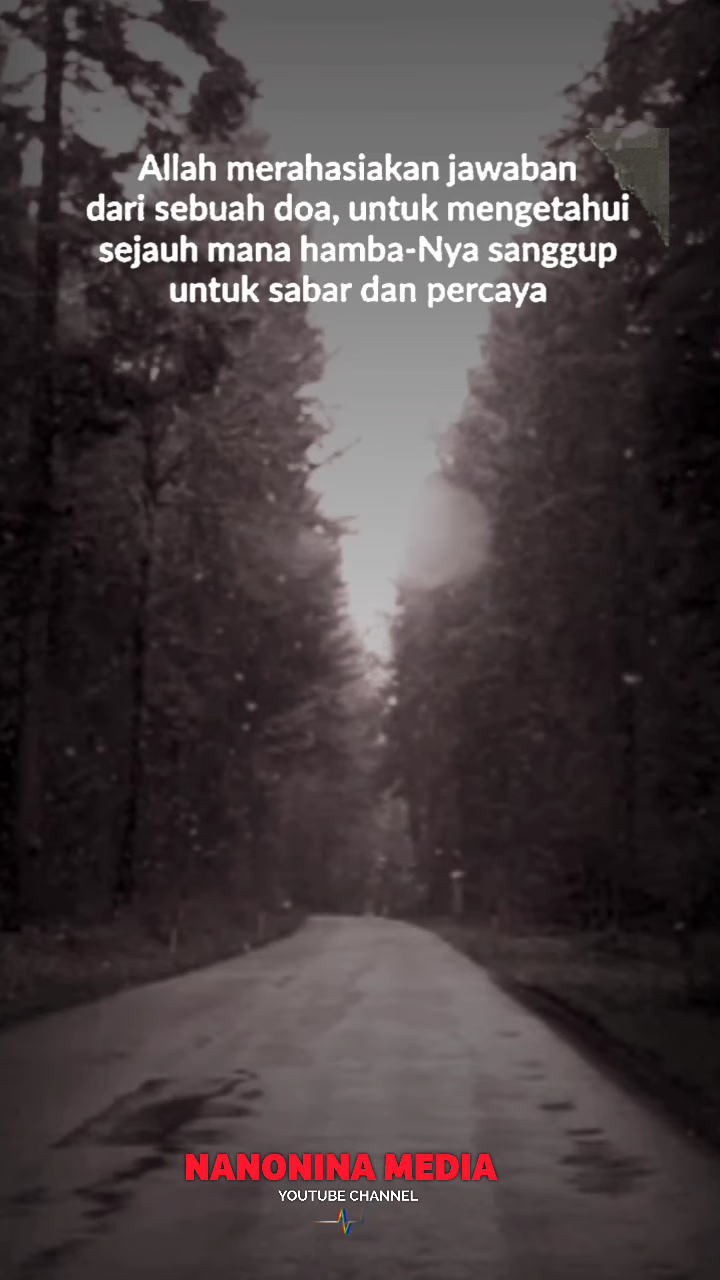 Allah merahasiakan jawaban
dari sebuah doa, untuk mengetahui
sejauh mana hamba-Nya sanggup
untuk sabar dan percaya
NANONINA MEDIA
YOUTUBE CHANNEL